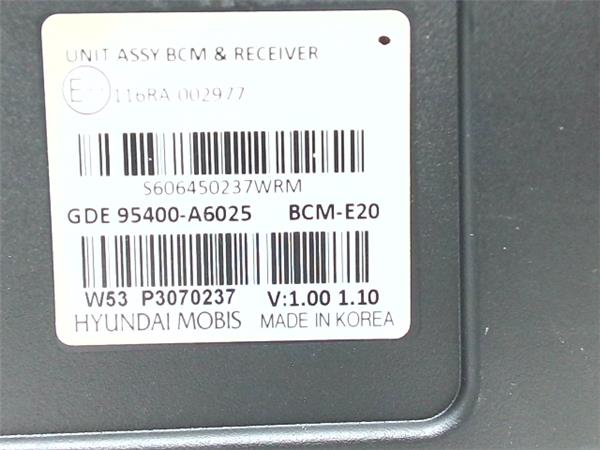 UNIT ASSY BCM & RECEIVER
E 116RA 002977
S606450237WRM
GDE 95400-A6025 BCM-E20
W53 P3070237 V:1.00 1.10
HYUNDAI MOBIS MADE IN KOREA